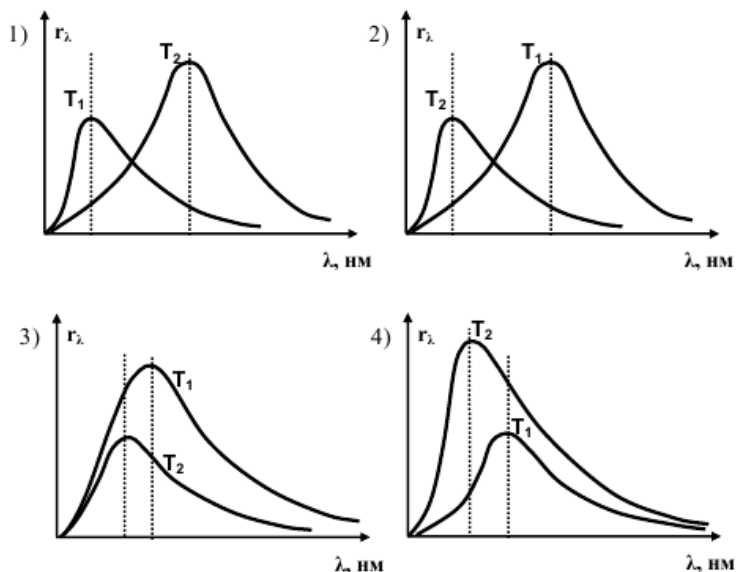 1)
rλ
T₁
T₂
λ, нм
2)
rλ
T₂
T₁
λ, нм
3)
rλ
T₁
T₂
λ, нм
4)
rλ
T₂
T₁
λ, нм